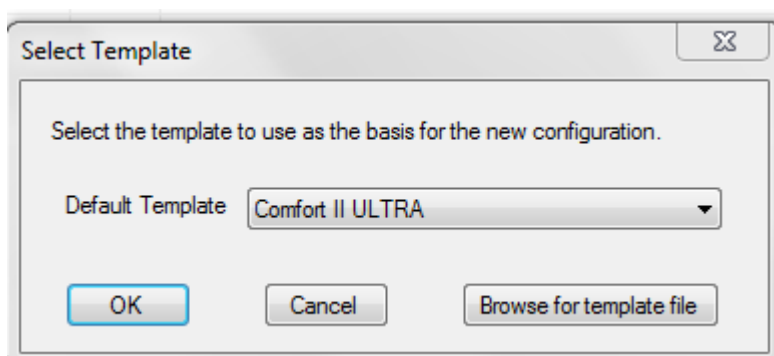 Select Template
Select the template to use as the basis for the new configuration.
Default Template Comfort II ULTRA
OK Cancel Browse for template file